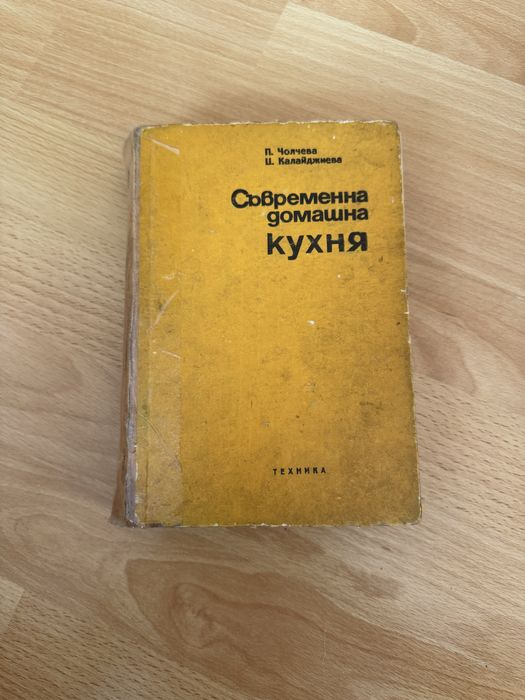 П. Чолчева
Ц. Калайджиева
Съвременна
домашна
кухня
ТЕХНИКА